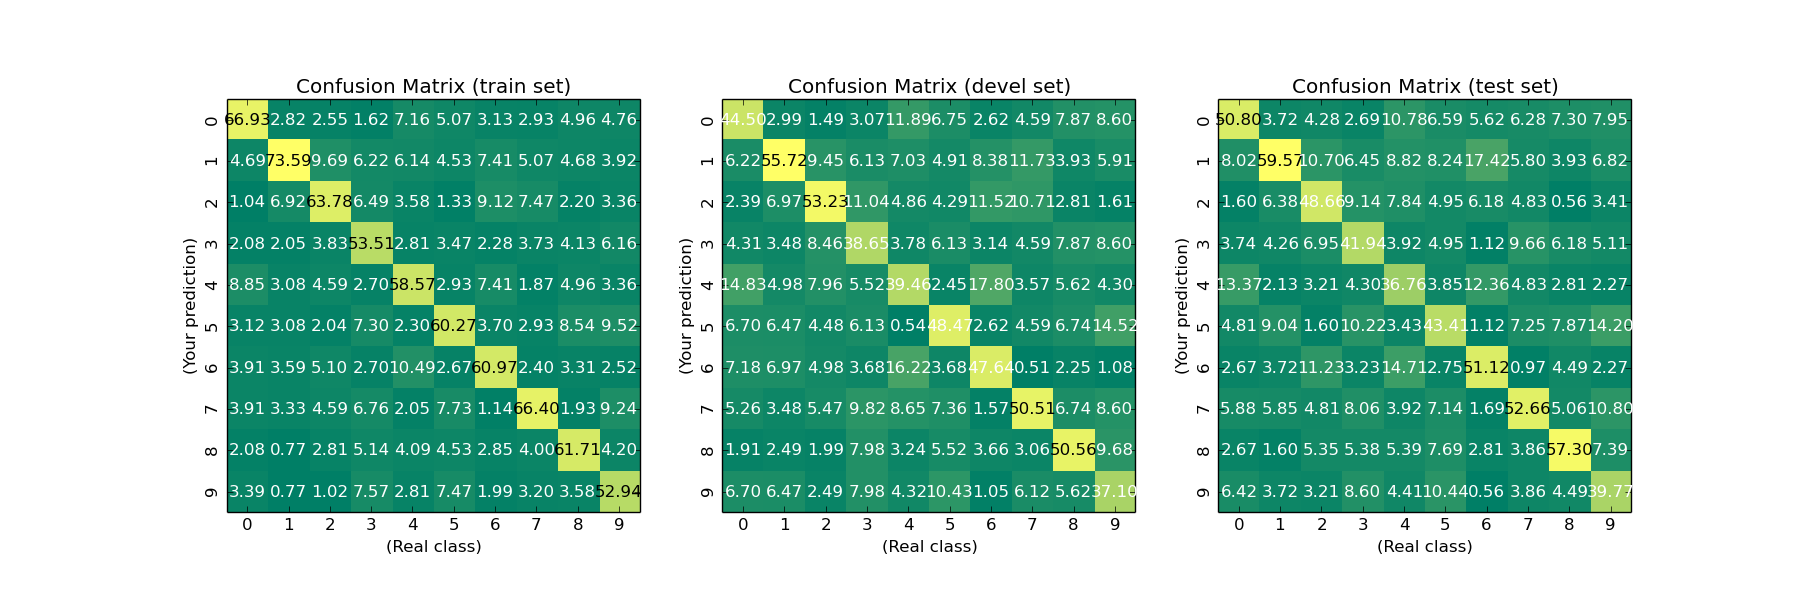 Confusion Matrix (train set)
(Your prediction)
0 66.93 2.82 2.55 1.62 7.16 5.07 3.13 2.93 4.96 4.76
1 4.69 73.59 9.69 6.22 6.14 4.53 7.41 5.07 4.68 3.92
2 1.04 6.92 63.78 6.49 3.58 1.33 9.12 7.47 2.20 3.36
3 2.08 2.05 3.83 53.51 2.81 3.47 2.28 3.73 4.13 6.16
4 8.85 3.08 4.59 2.70 58.57 2.93 7.41 1.87 4.96 3.36
5 3.12 3.08 2.04 7.30 2.30 60.27 3.70 2.93 8.54 9.52
6 3.91 3.59 5.10 2.70 10.49 2.67 60.97 2.40 3.31 2.52
7 3.91 3.33 4.59 6.76 2.05 7.73 1.14 66.40 1.93 9.24
8 2.08 0.77 2.81 5.14 4.09 4.53 2.85 4.00 61.71 4.20
9 3.39 0.77 1.02 7.57 2.81 7.47 1.99 3.20 3.58 52.94
0 1 2 3 4 5 6 7 8 9
(Real class)
Confusion Matrix (devel set)
(Your prediction)
0 44.50 2.99 1.49 3.07 11.89 6.75 2.62 4.59 7.87 8.60
1 6.22 55.72 9.45 6.13 7.03 4.91 8.38 11.73 3.93 5.91
2 2.39 6.97 53.23 11.04 4.86 4.29 11.52 10.71 2.81 1.61
3 4.31 3.48 8.46 38.65 3.78 6.13 3.14 4.59 7.87 8.60
4 14.83 4.98 7.96 5.52 39.46 2.45 17.80 3.57 5.62 4.30
5 6.70 6.47 4.48 6.13 0.54 48.47 2.62 4.59 6.74 14.52
6 7.18 6.97 4.98 3.68 16.22 3.68 47.64 0.51 2.25 1.08
7 5.26 3.48 5.47 9.82 8.65 7.36 1.57 50.51 6.74 8.60
8 1.91 2.49 1.99 7.98 3.24 5.52 3.66 3.06 50.56 9.68
9 6.70 6.47 2.49 7.98 4.32 10.43 1.05 6.12 5.62 37.10
0 1 2 3 4 5 6 7 8 9
(Real class)
Confusion Matrix (test set)
(Your prediction)
0 50.80 3.72 4.28 2.69 10.78 6.59 5.62 6.28 7.30 7.95
1 8.02 59.57 10.70 6.45 8.82 8.24 17.42 5.80 3.93 6.82
2 1.60 6.38 48.66 9.14 7.84 4.95 6.18 4.83 0.56 3.41
3 3.74 4.26 6.95 41.94 3.92 4.95 1.12 9.66 6.18 5.11
4 13.37 2.13 3.21 4.30 36.76 3.85 12.36 4.83 2.81 2.27
5 4.81 9.04 1.60 10.22 3.43 43.41 1.12 7.25 7.87 14.20
6 2.67 3.72 11.23 3.23 14.71 2.75 51.12 0.97 4.49 2.27
7 5.88 5.85 4.81 8.06 3.92 7.14 1.69 52.66 5.06 10.80
8 2.67 1.60 5.35 5.38 5.39 7.69 2.81 3.86 57.30 7.39
9 6.42 3.72 3.21 8.60 4.41 10.44 0.56 3.86 4.49 39.77
0 1 2 3 4 5 6 7 8 9
(Real class)